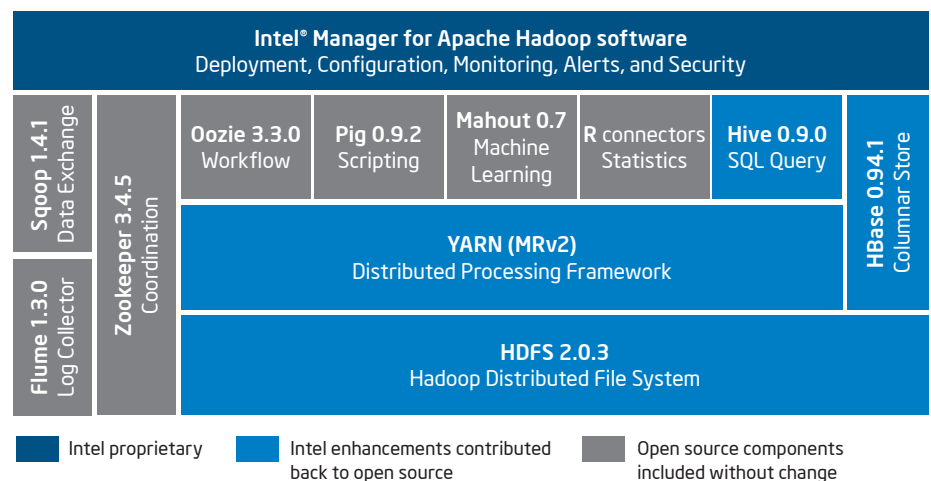 Intel® Manager for Apache Hadoop software
Deployment, Configuration, Monitoring, Alerts, and Security
Sqoop 1.4.1
Data Exchange
Flume 1.3.0
Log Collector
Zookeeper 3.4.5
Coordination
Oozie 3.3.0
Workflow
Pig 0.9.2
Scripting
Mahout 0.7
Machine
Learning
R connectors
Statistics
Hive 0.9.0
SQL Query
HBase 0.94.1
Columnar Store
YARN (MRv2)
Distributed Processing Framework
HDFS 2.0.3
Hadoop Distributed File System
Intel proprietary
Intel enhancements contributed
back to open source
Open source components
included without change